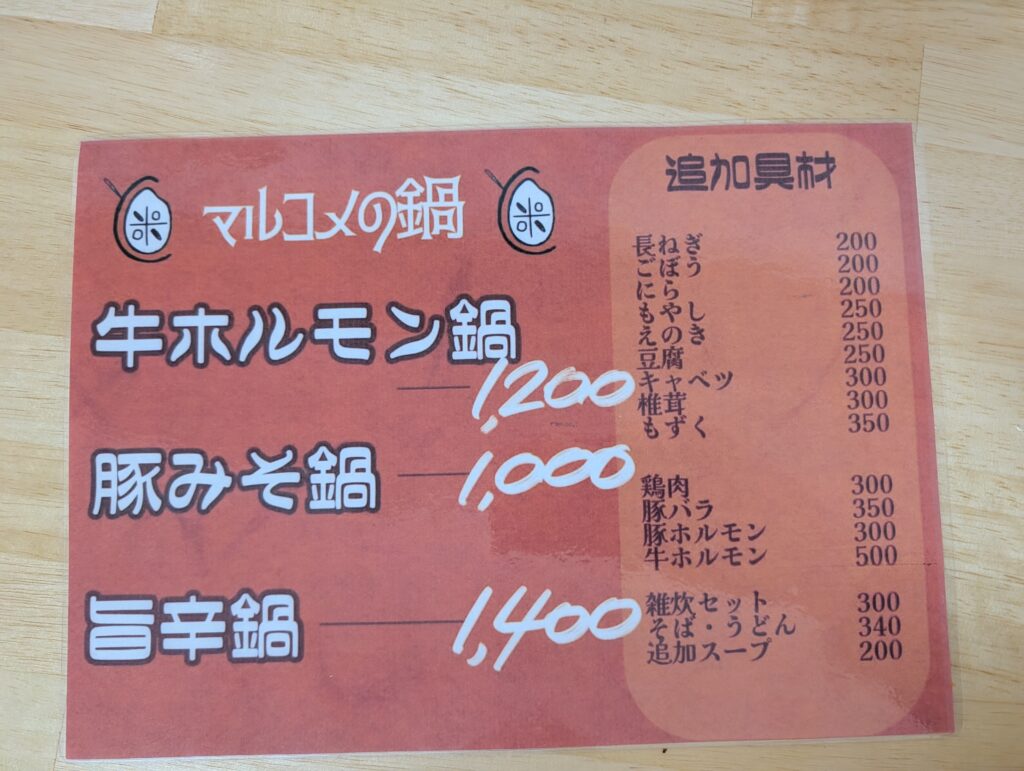 米 マルコメの鍋 米
牛ホルモン鍋
1,200
豚みそ鍋 1,000
旨辛鍋 1,400
追加具材
長ねぎ 200
ごぼう 200
にら 200
もやし 250
えのき 250
豆腐 250
キャベツ 300
椎茸 300
もずく 350
鶏肉 300
豚バラ 350
豚ホルモン 300
牛ホルモン 500
雑炊セット 300
そば・うどん 340
追加スープ 200